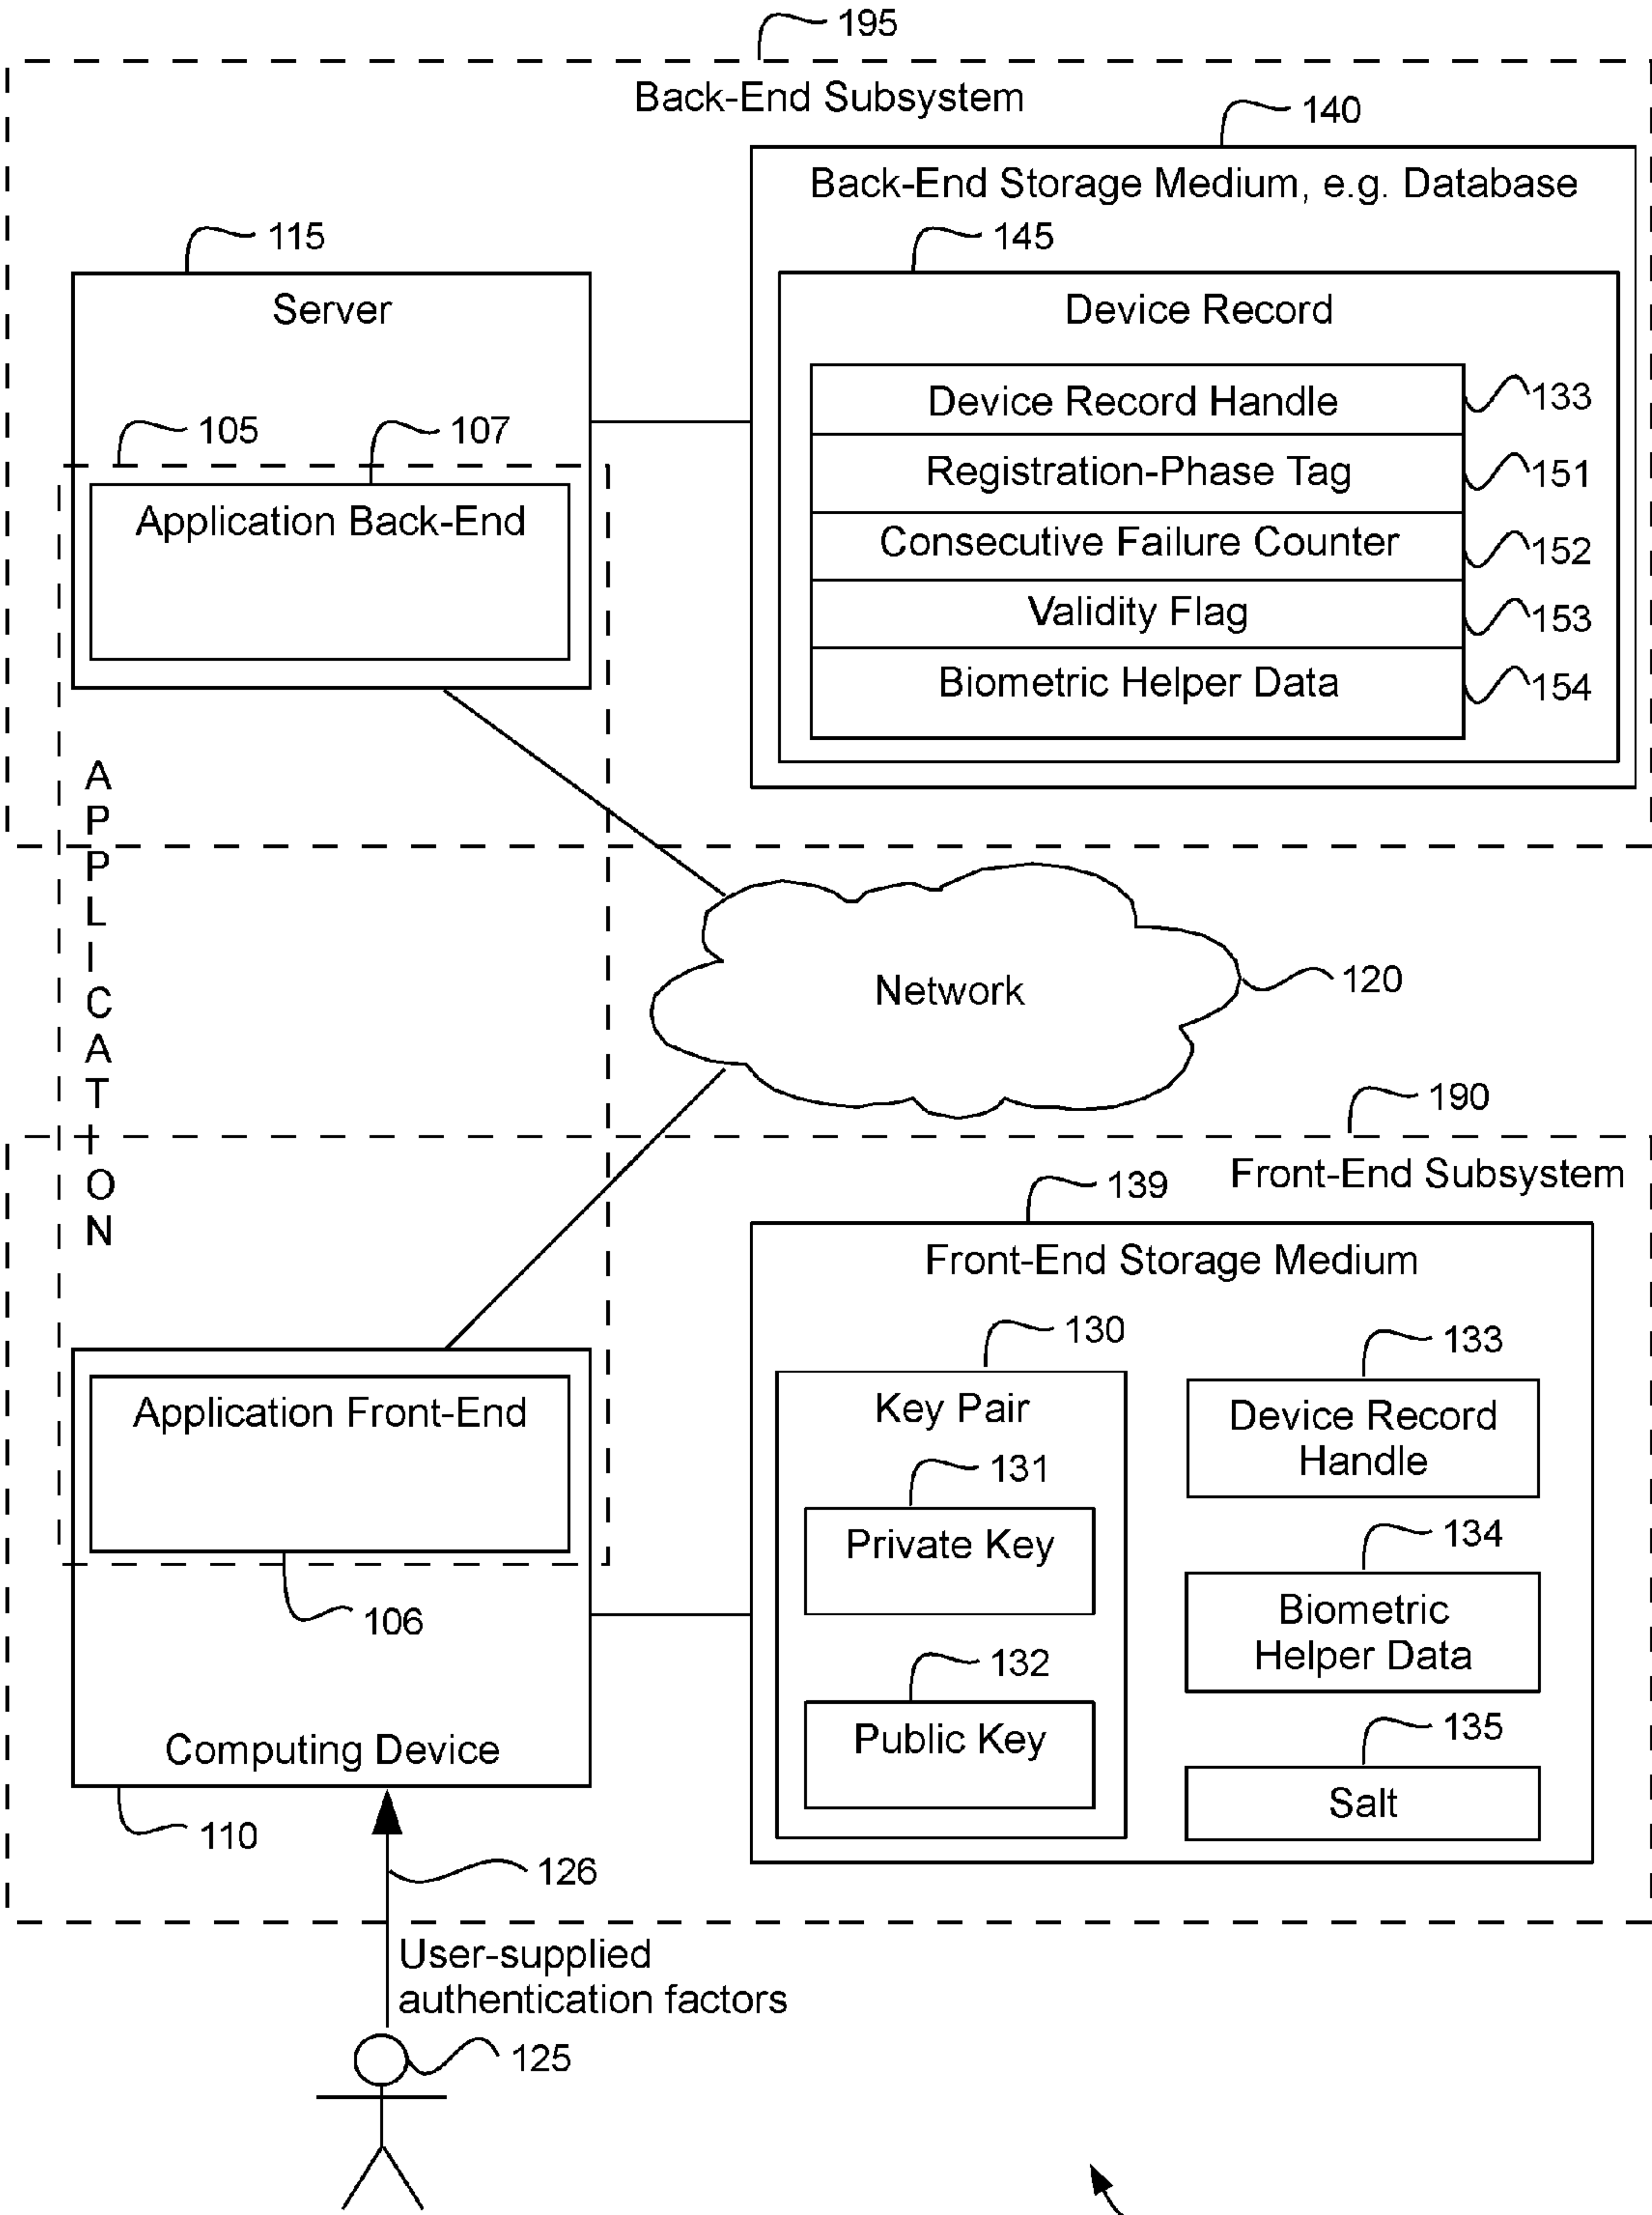 195
Back-End Subsystem
140
Back-End Storage Medium, e.g. Database
115
145
Server
Device Record
Device Record Handle
133
105
107
Registration-Phase Tag
151
Application Back-End
Consecutive Failure Counter
152
Validity Flag
153
Biometric Helper Data
154
APPLICATION
Network
120
190
Front-End Subsystem
139
Front-End Storage Medium
130
133
Application Front-End
Key Pair
Device Record
Handle
131
134
Private Key
106
Biometric
Helper Data
132
135
Public Key
Computing Device
Salt
110
126
User-supplied
authentication factors
125